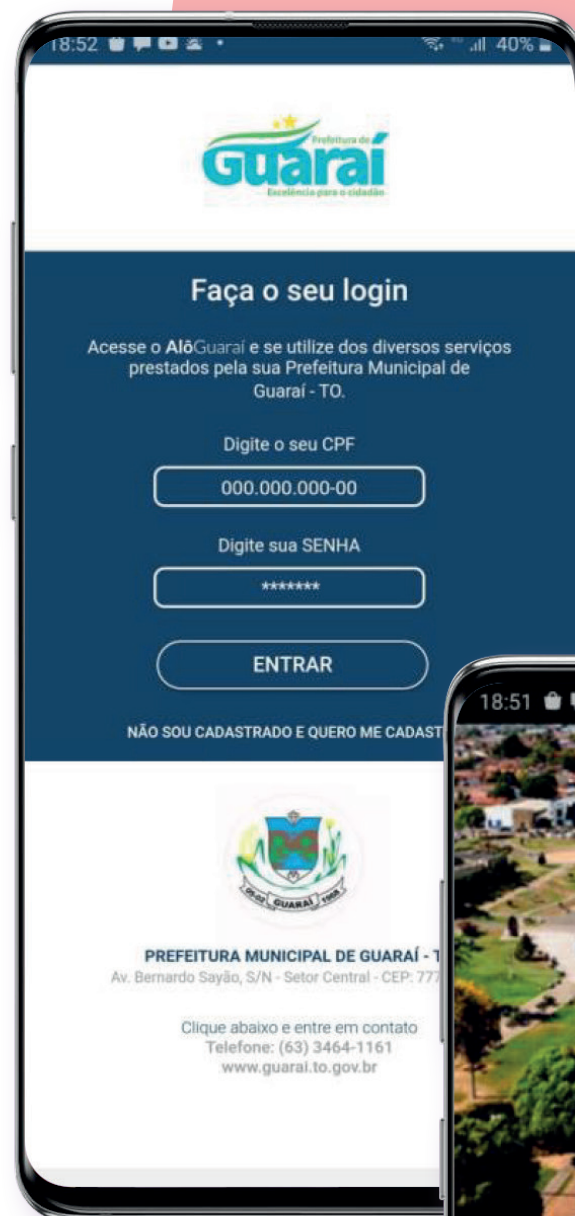 18:52 40%
Prefeitura de
Guaraí
Excelência para o cidadão
Faça o seu login
Acesse o AlôGuaraí e se utilize dos diversos serviços
prestados pela sua Prefeitura Municipal de
Guaraí - TO.
Digite o seu CPF
000.000.000-00
Digite sua SENHA
*******
ENTRAR
18:51
NÃO SOU CADASTRADO E QUERO ME CADAST
05-02 GUARAÍ 1968
PREFEITURA MUNICIPAL DE GUARAÍ -
Av. Bernardo Sayão, S/N - Setor Central - CEP: 777
Clique abaixo e entre em contato
Telefone: (63) 3464-1161
www.guarai.to.gov.br